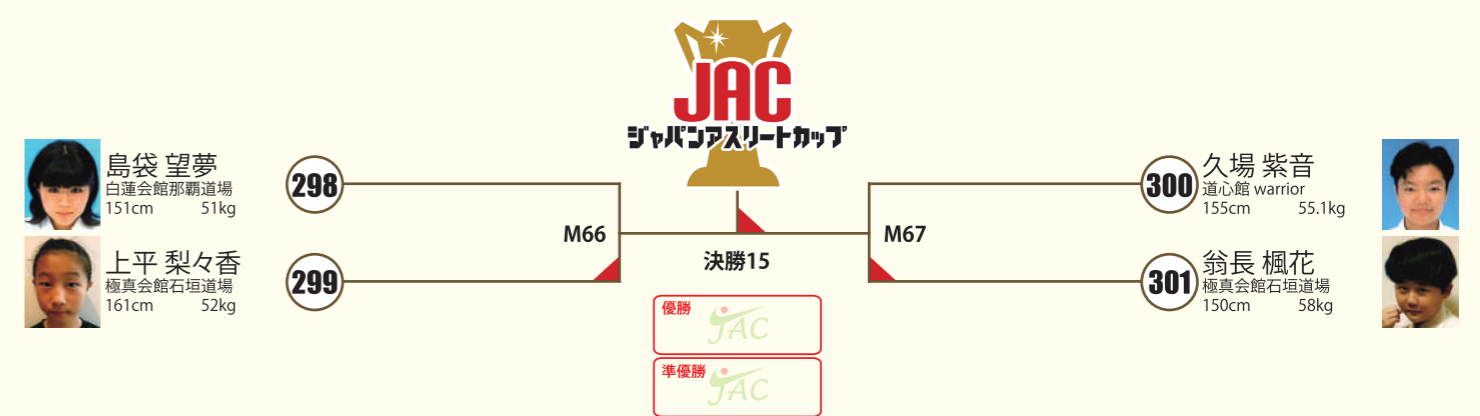 JAC
ジャパンアスリートカップ
島袋 望夢
白蓮会館那覇道場
151cm 51kg
298
上平 梨々香
極真会館石垣道場
161cm 52kg
299
M66
決勝15
M67
300
久場 紫音
道心館 warrior
155cm 55.1kg
301
翁長 楓花
極真会館石垣道場
150cm 58kg
優勝
JAC
準優勝
JAC